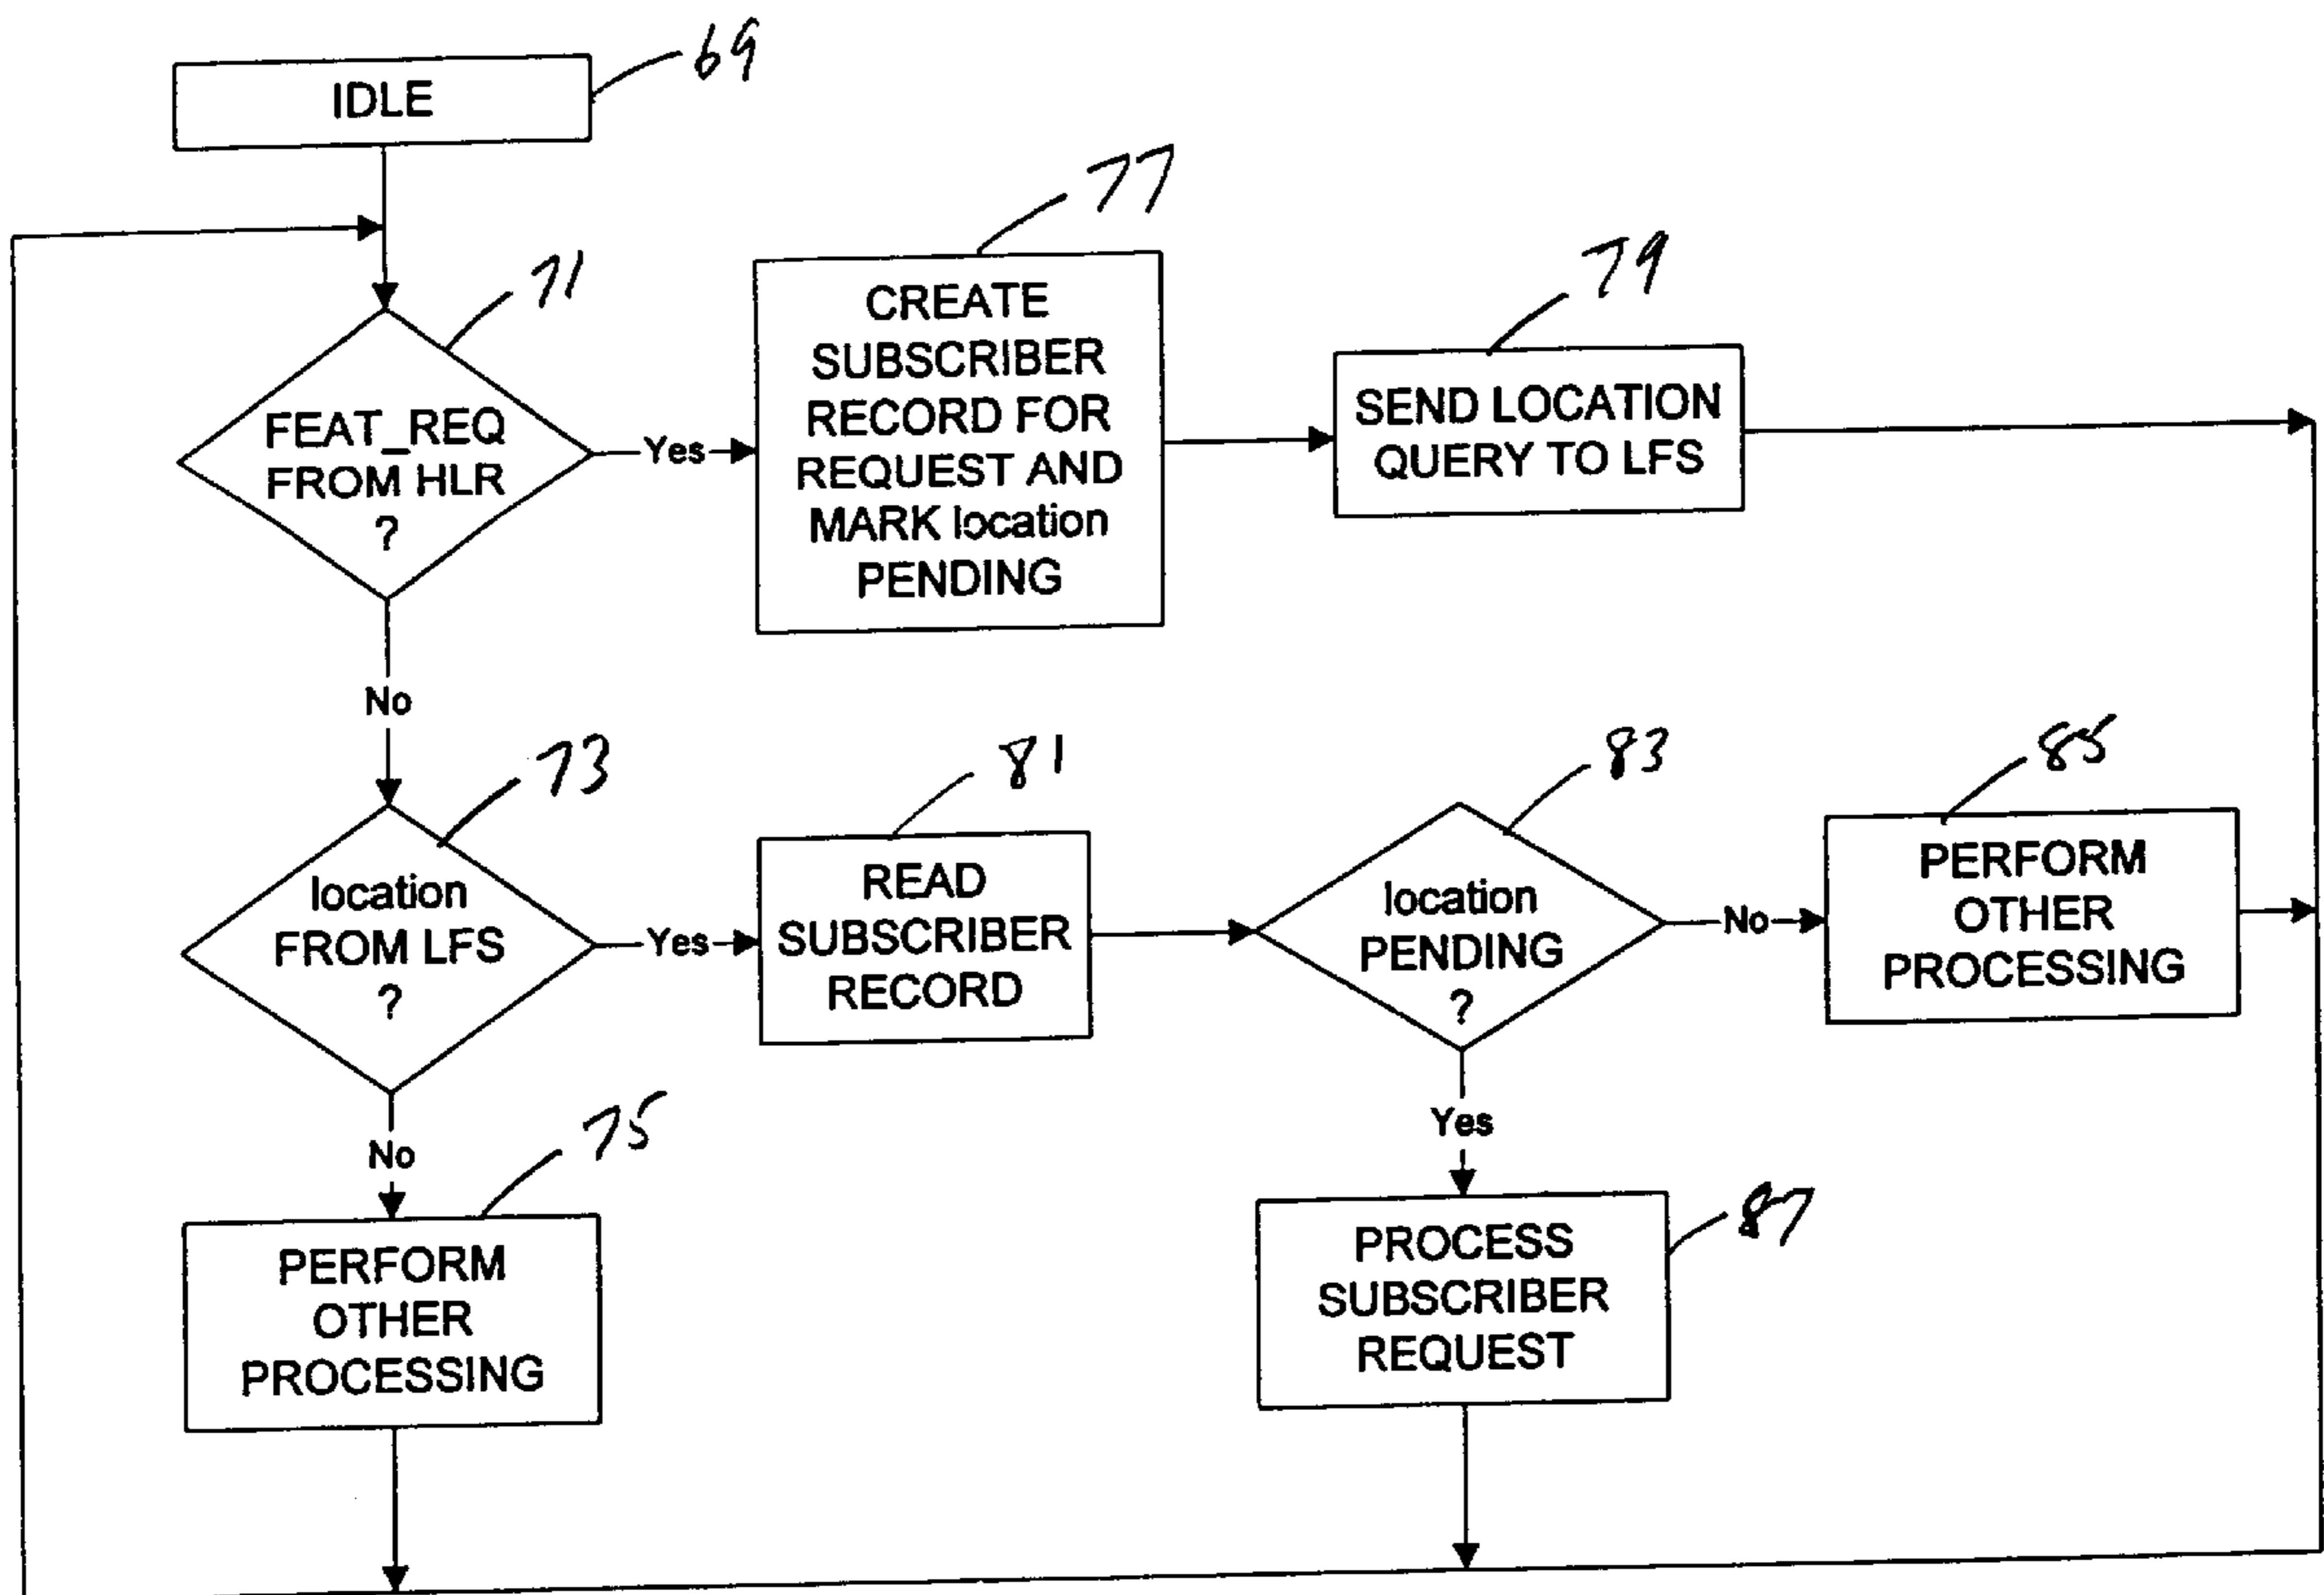 IDLE
69
71
FEAT_REQ
FROM HLR
?
Yes
77
CREATE
SUBSCRIBER
RECORD FOR
REQUEST AND
MARK location
PENDING
79
SEND LOCATION
QUERY TO LFS
No
73
location
FROM LFS
?
Yes
81
READ
SUBSCRIBER
RECORD
83
location
PENDING
?
No
85
PERFORM
OTHER
PROCESSING
No
75
PERFORM
OTHER
PROCESSING
Yes
87
PROCESS
SUBSCRIBER
REQUEST